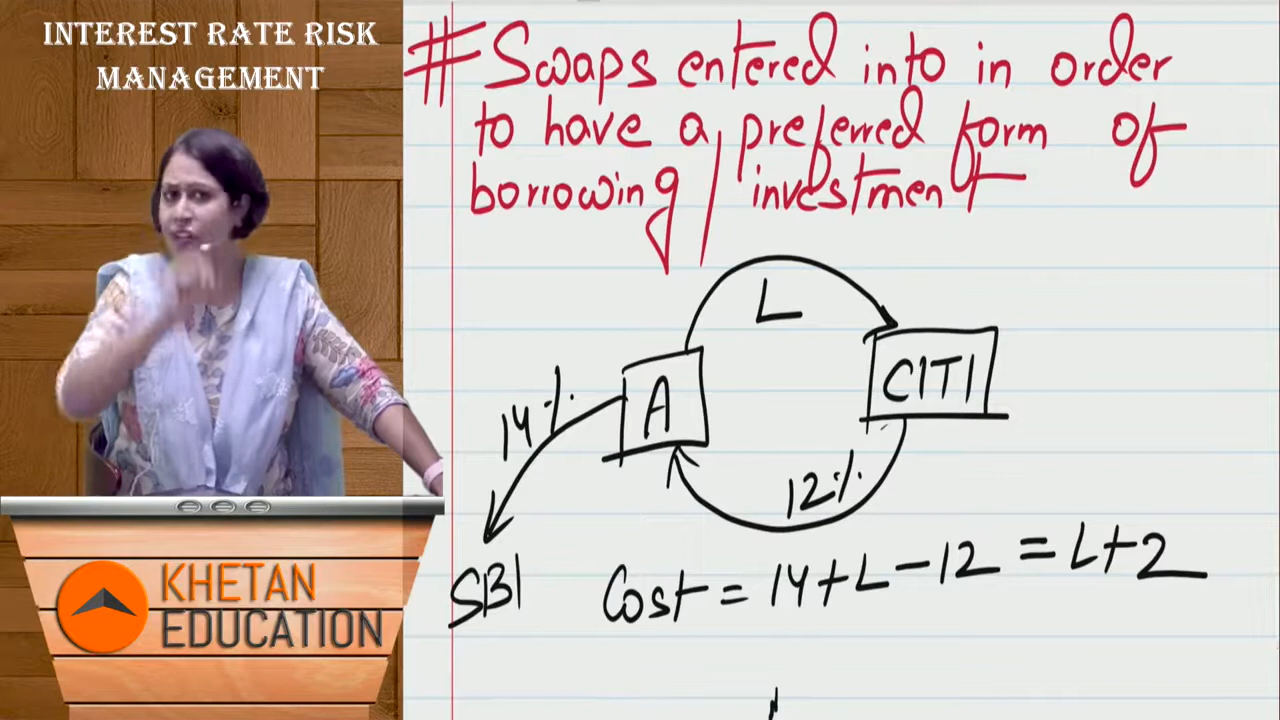 INTEREST RATE RISK
MANAGEMENT
# Swaps entered into in order
to have a preferred form of
borrowing / investment
L
A
CITI
14%
12%
SBI
Cost = 14 + L - 12 = L + 2
KHETAN
EDUCATION